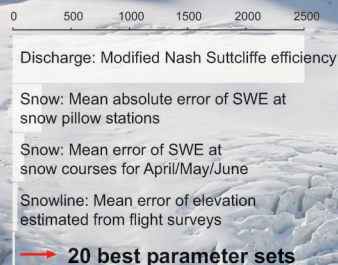 0 500 1000 1500 2000 2500
Discharge: Modified Nash Suttcliffe efficiency
Snow: Mean absolute error of SWE at
snow pillow stations
Snow: Mean error of SWE at
snow courses for April/May/June
Snowline: Mean error of elevation
estimated from flight surveys
20 best parameter sets